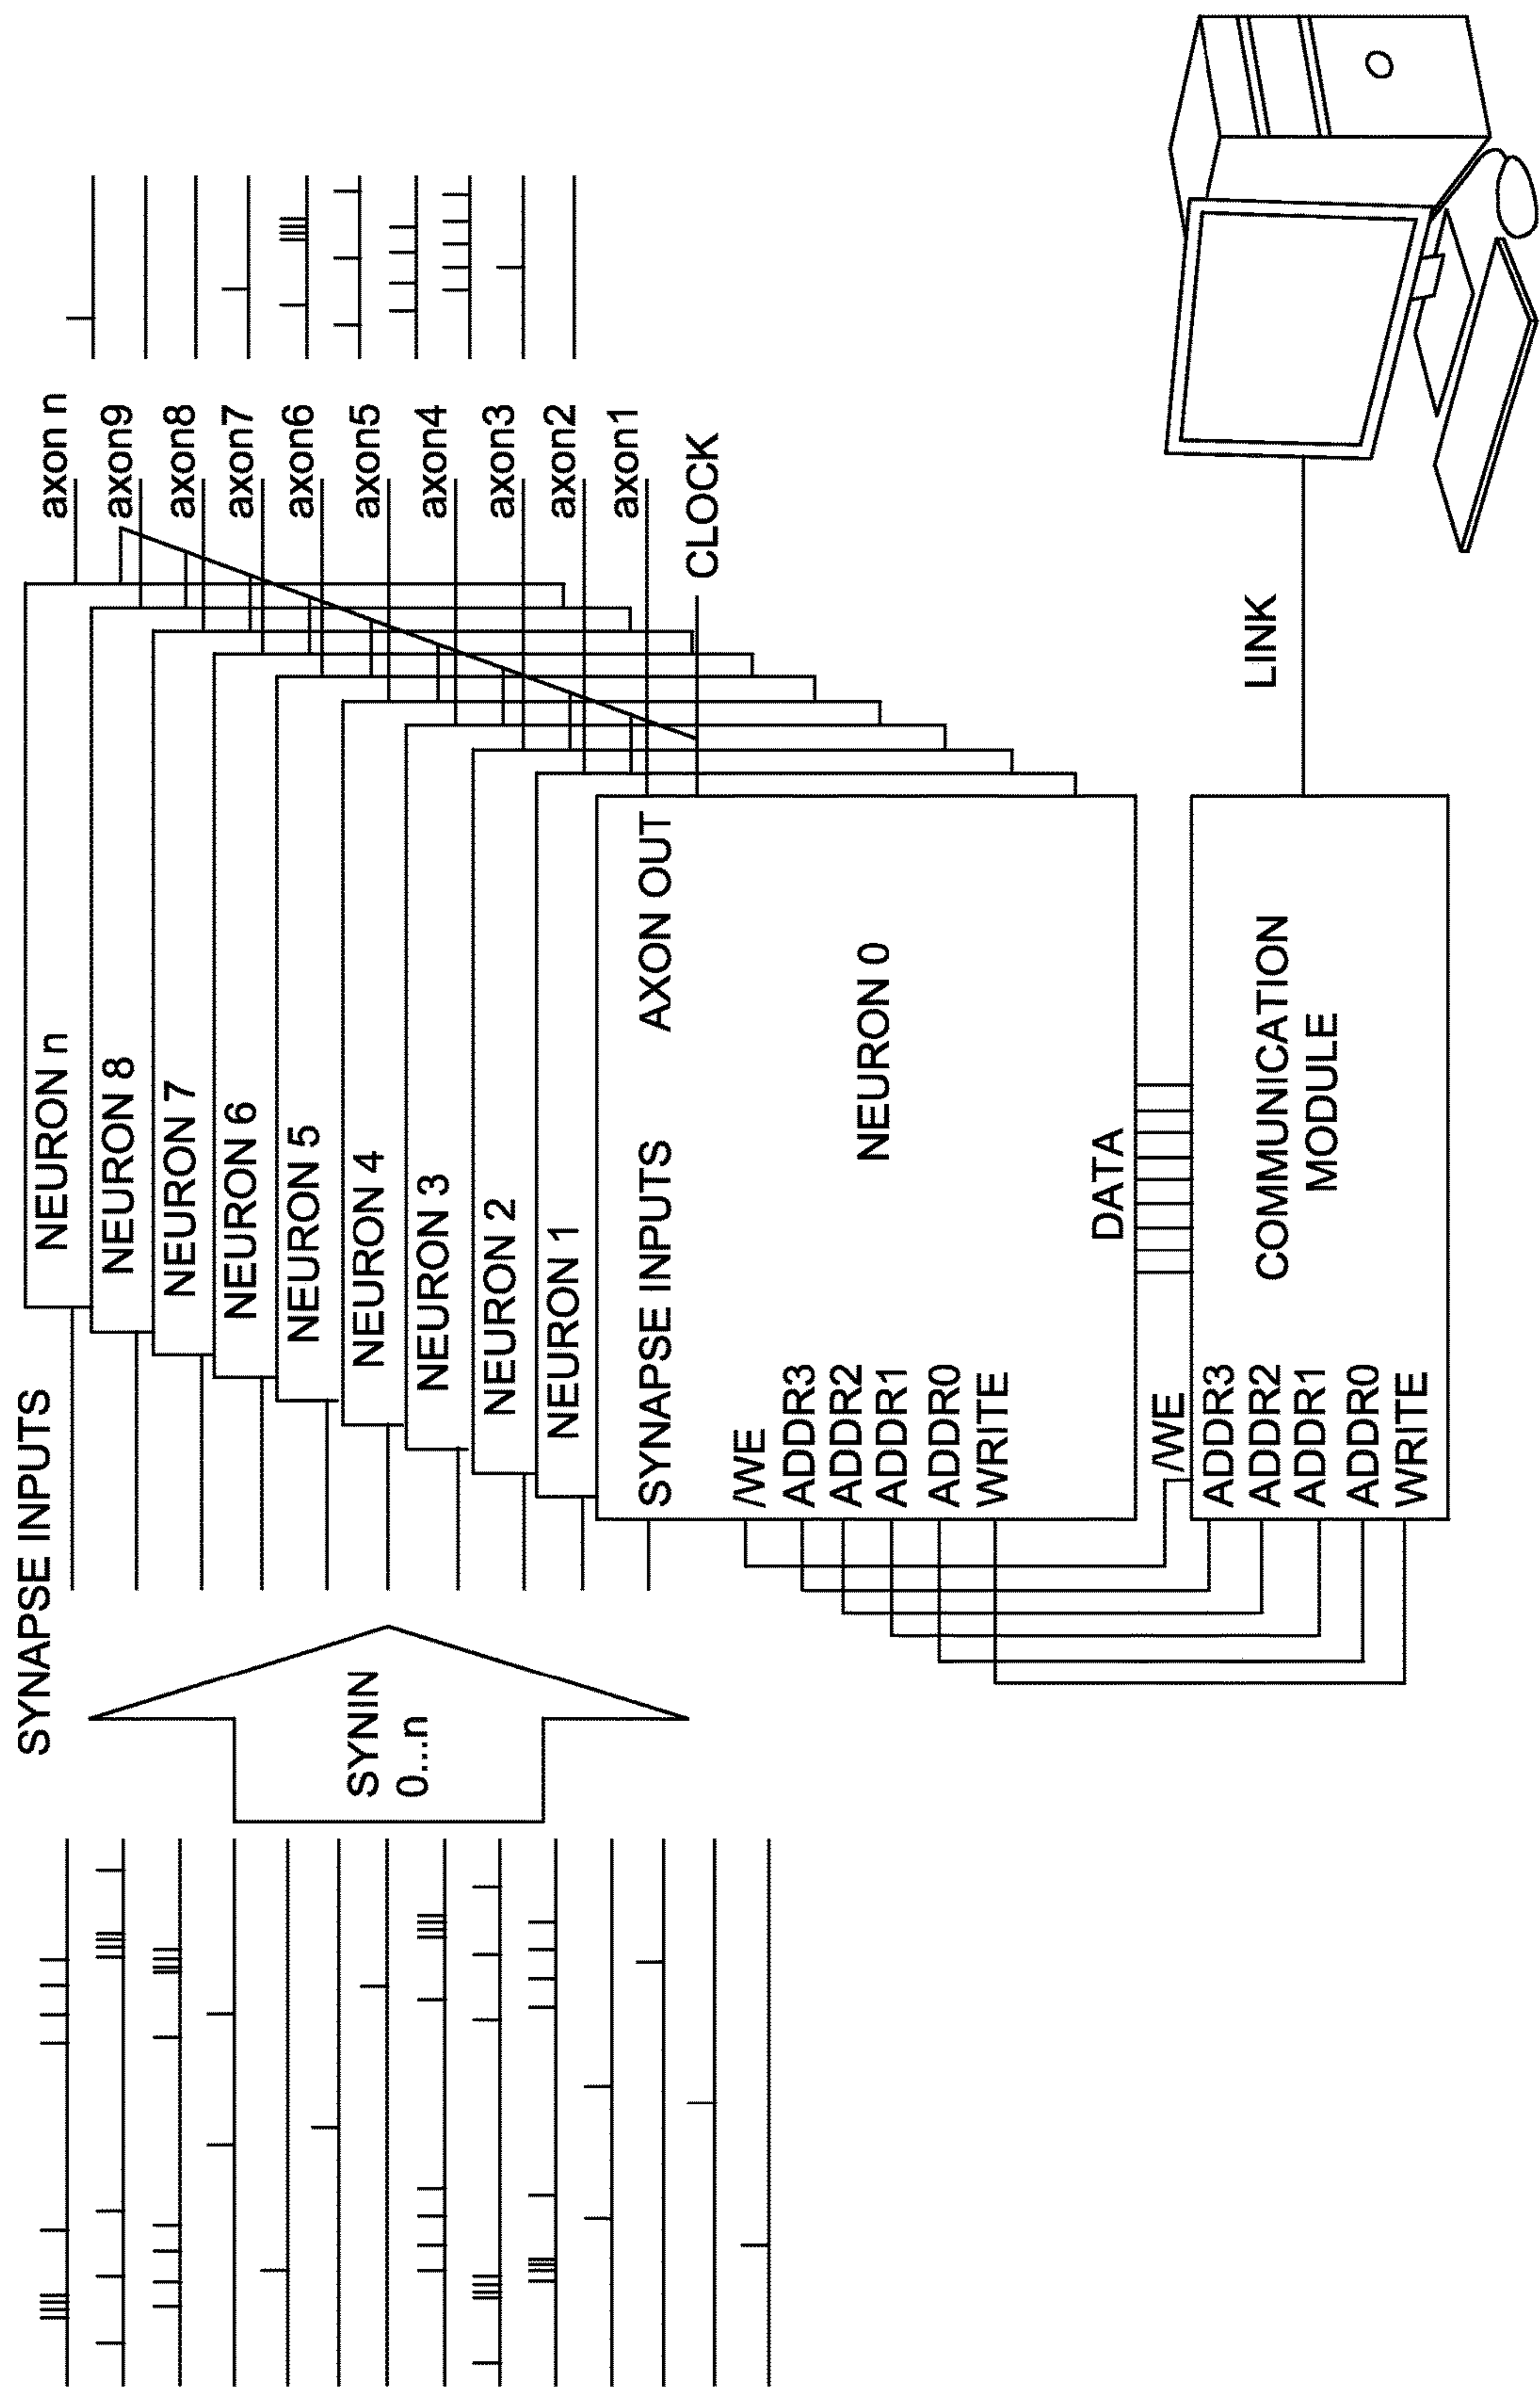 SYNAPSE INPUTS
SYNIN
0...n
NEURON n
NEURON 8
NEURON 7
NEURON 6
NEURON 5
NEURON 4
NEURON 3
NEURON 2
NEURON 1
axon n
axon9
axon8
axon7
axon6
axon5
axon4
axon3
axon2
axon1
CLOCK
SYNAPSE INPUTS AXON OUT
NEURON 0
/WE
ADDR3
ADDR2
ADDR1
ADDR0
WRITE
DATA
/WE
ADDR3
ADDR2
ADDR1
ADDR0
WRITE
COMMUNICATION
MODULE
LINK